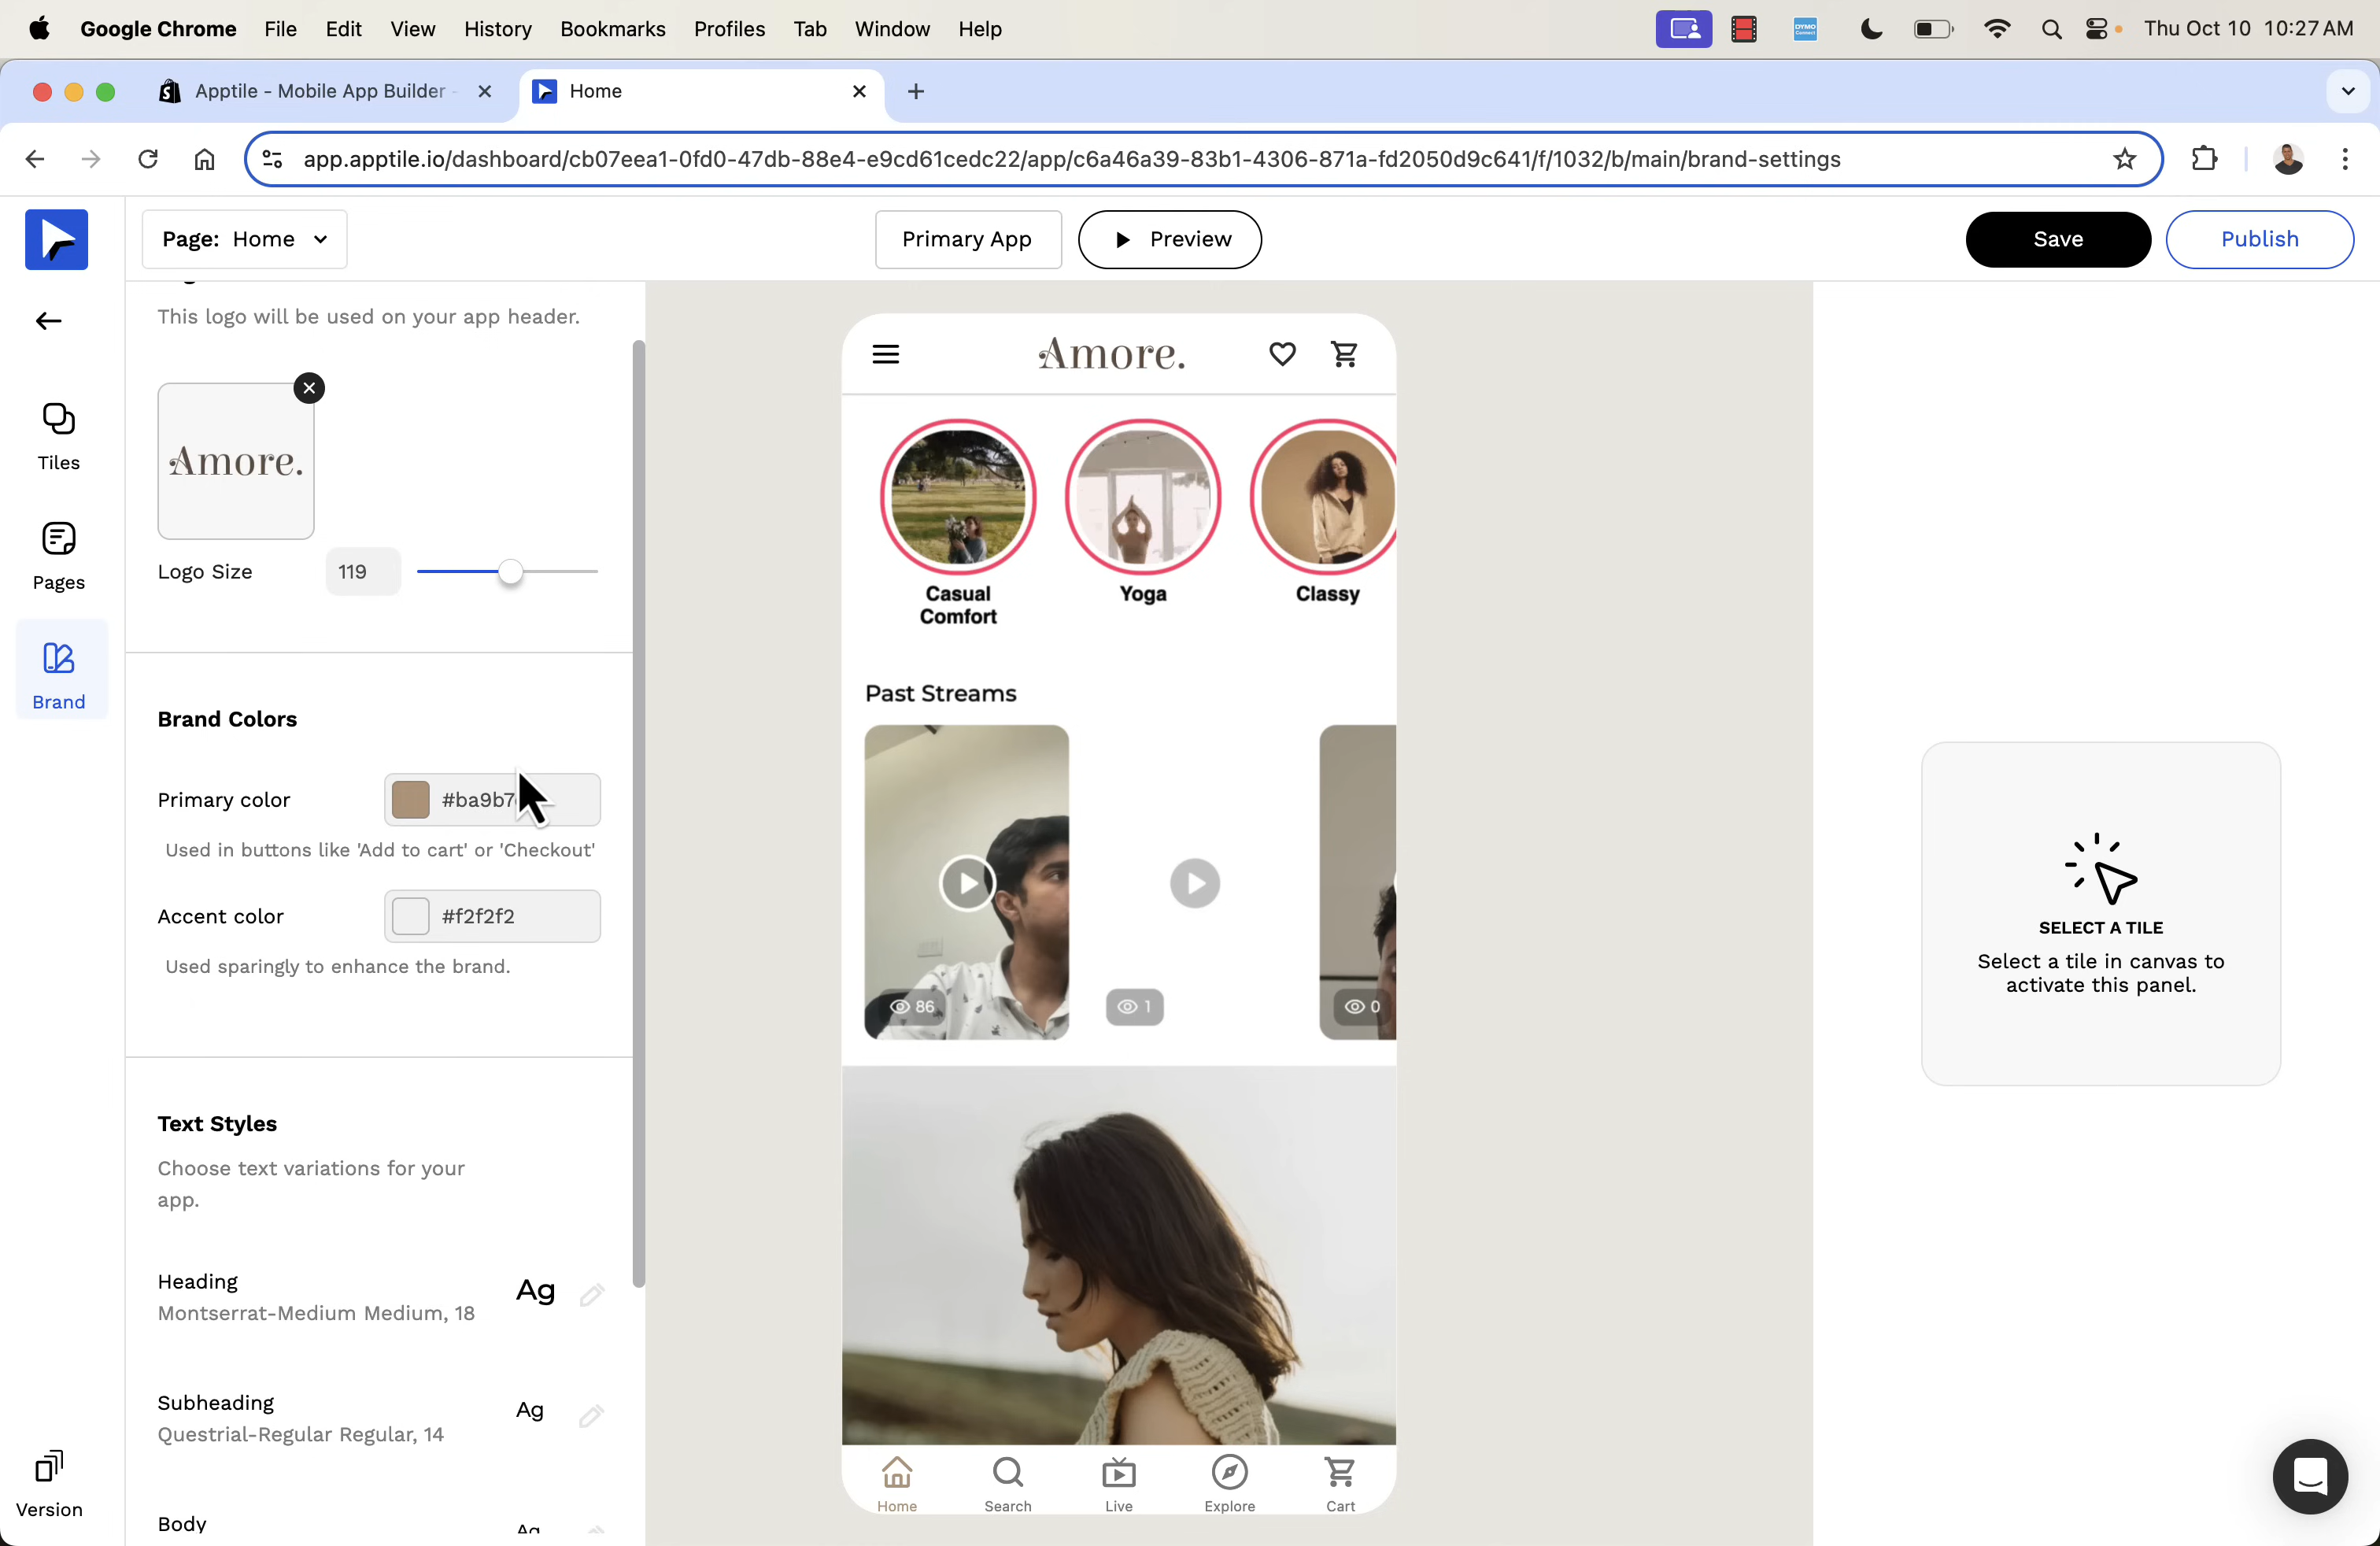 Google Chrome File Edit View History Bookmarks Profiles Tab Window Help
DYMO
Connect
Thu Oct 10 10:27 AM
Apptile - Mobile App Builder -
Home
app.apptile.io/dashboard/cb07eea1-0fd0-47db-88e4-e9cd61cedc22/app/c6a46a39-83b1-4306-871a-fd2050d9c641/f/1032/b/main/brand-settings
Page: Home
Primary App
Preview
Save
Publish
Tiles
Pages
Brand
Version
This logo will be used on your app header.
Amore.
Logo Size
119
Brand Colors
Primary color
#ba9b7
Used in buttons like 'Add to cart' or 'Checkout'
Accent color
#f2f2f2
Used sparingly to enhance the brand.
Text Styles
Choose text variations for your
app.
Heading
Montserrat-Medium Medium, 18
Ag
Subheading
Questrial-Regular Regular, 14
Ag
Body
Ag
Amore.
Casual
Comfort
Yoga
Classy
Past Streams
86
1
0
Home
Search
Live
Explore
Cart
SELECT A TILE
Select a tile in canvas to
activate this panel.